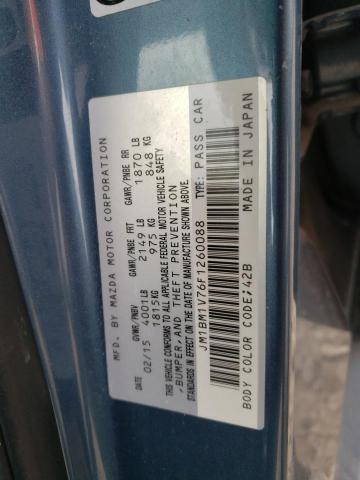 MFD. BY MAZDA MOTOR CORPORATION
DATE GVWR/PNBV GAWR/PNBE FRT GAWR/PNBE RR
02/15 4001LB 2149 LB 1870 LB
1815KG 975 KG 848 KG
THIS VEHICLE CONFORMS TO ALL APPLICABLE FEDERAL MOTOR VEHICLE SAFETY
,BUMPER,AND THEFT PREVENTION
STANDARDS IN EFFECT ON THE DATE OF MANUFACTURE SHOWN ABOVE.
JM1BM1V76F1260088 TYPE: PASS CAR
BODY COLOR CODE:42B MADE IN JAPAN